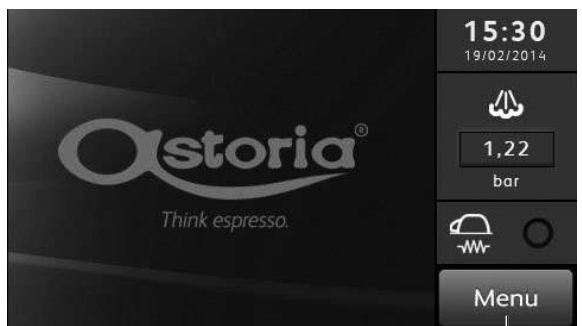 15:30
19/02/2014
astoria®
Think espresso.
1,22
bar
Menu